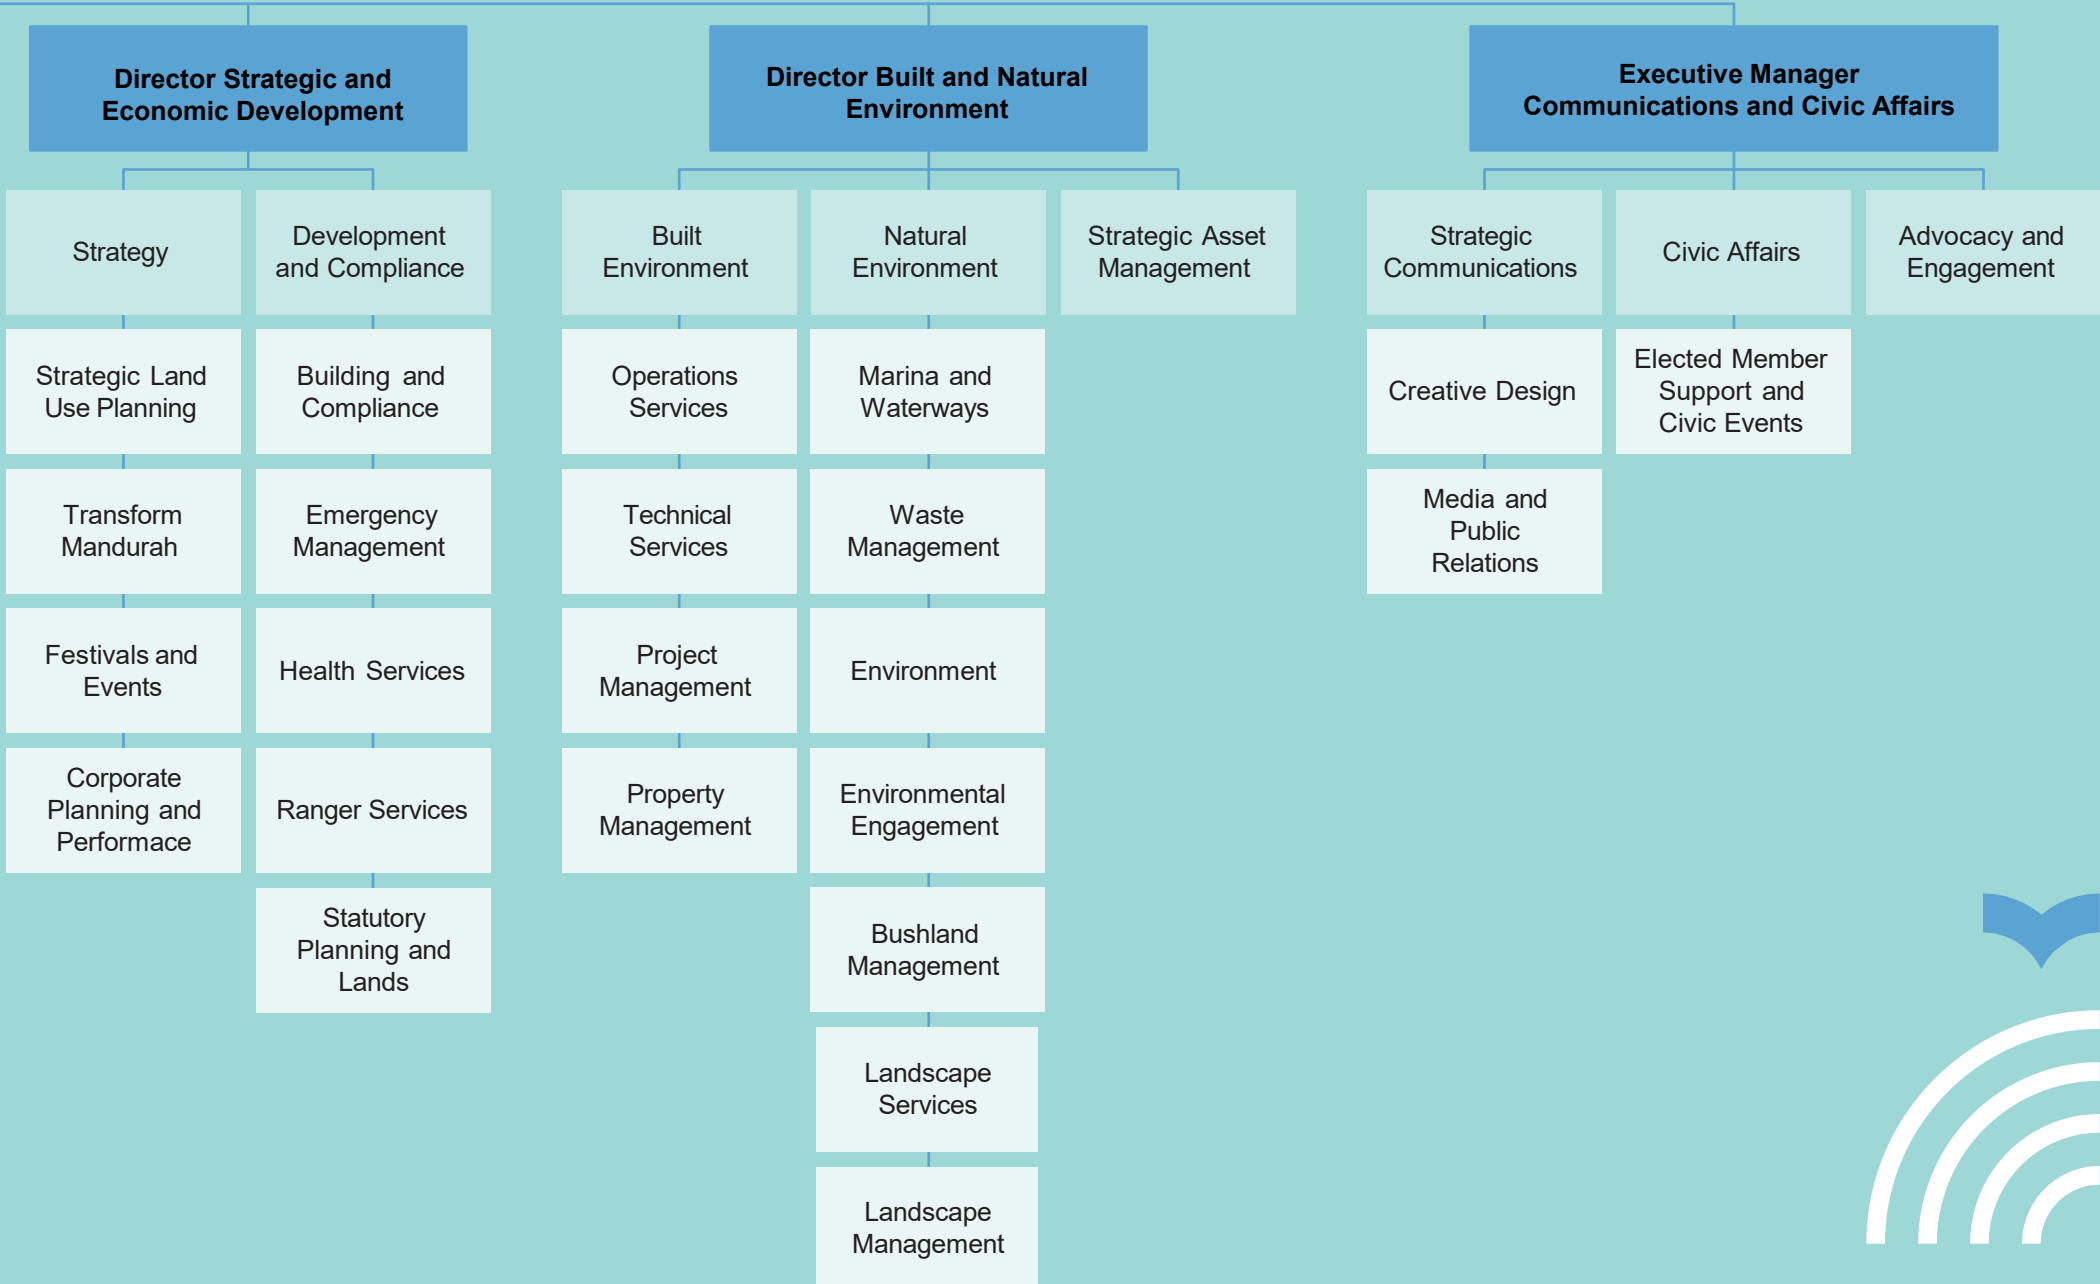 Director Strategic and
Economic Development
Strategy
Strategic Land
Use Planning
Transform
Mandurah
Festivals and
Events
Corporate
Planning and
Performace
Development
and Compliance
Building and
Compliance
Emergency
Management
Health Services
Ranger Services
Statutory
Planning and
Lands
Director Built and Natural
Environment
Built
Environment
Operations
Services
Technical
Services
Project
Management
Property
Management
Natural
Environment
Marina and
Waterways
Waste
Management
Environment
Environmental
Engagement
Bushland
Management
Landscape
Services
Landscape
Management
Strategic Asset
Management
Executive Manager
Communications and Civic Affairs
Strategic
Communications
Creative Design
Media and
Public
Relations
Civic Affairs
Elected Member
Support and
Civic Events
Advocacy and
Engagement